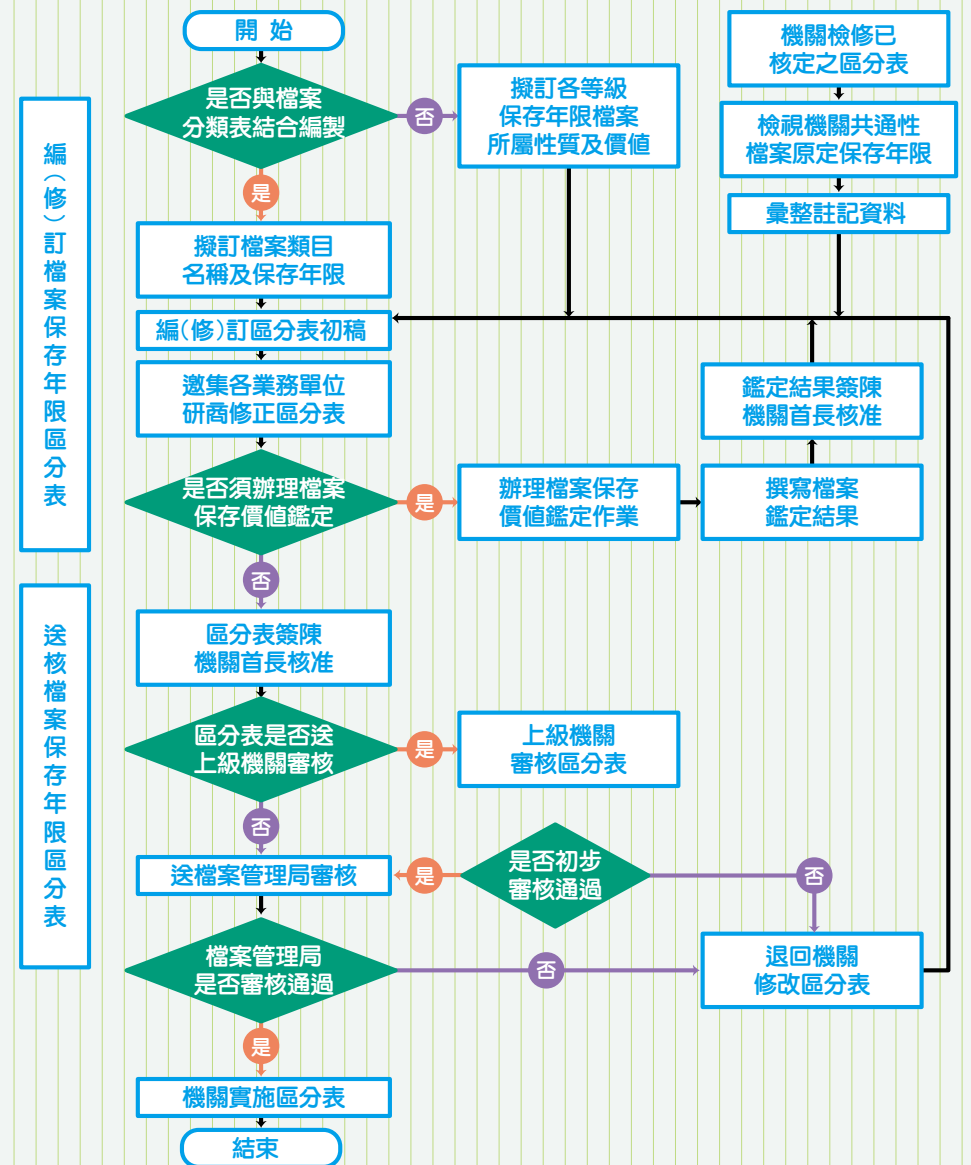 開 始
是否與檔案
分類表結合編製
否
擬訂各等級
保存年限檔案
所屬性質及價值
機關檢修已
核定之區分表
檢視機關共通性
檔案原定保存年限
彙整註記資料
編（修）訂檔案保存年限區分表
是
擬訂檔案類目
名稱及保存年限
編(修)訂區分表初稿
邀集各業務單位
研商修正區分表
鑑定結果簽陳
機關首長核准
是否須辦理檔案
保存價值鑑定
是
辦理檔案保存
價值鑑定作業
撰寫檔案
鑑定結果
否
送核檔案保存年限區分表
區分表簽陳
機關首長核准
區分表是否送
上級機關審核
是
上級機關
審核區分表
否
送檔案管理局審核
是
是否初步
審核通過
否
檔案管理局
是否審核通過
否
退回機關
修改區分表
是
機關實施區分表
結束